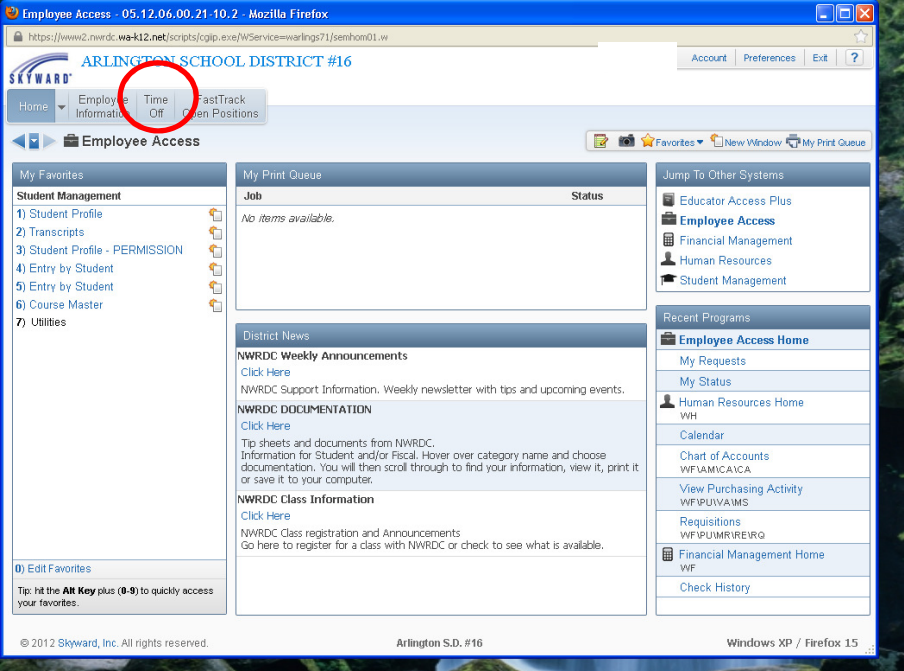 Employee Access - 05.12.06.00.21-10.2 - Mozilla Firefox
https://www2.nwrdc.wa-k12.net/scripts/cgiip.exe/WService=warlings71/semhom01.w
SKYWARD
ARLINGTON SCHOOL DISTRICT #16
Account Preferences Exit ?
Home Employee Information Time Off FastTrack Open Positions
Employee Access
Favorites New Window My Print Queue
My Favorites
Student Management
1) Student Profile
2) Transcripts
3) Student Profile - PERMISSION
4) Entry by Student
5) Entry by Student
6) Course Master
7) Utilities
0) Edit Favorites
Tip: hit the Alt Key plus (0-9) to quickly access
your favorites.
My Print Queue
Job Status
No items available.
District News
NWRDC Weekly Announcements
Click Here
NWRDC Support Information. Weekly newsletter with tips and upcoming events.
NWRDC DOCUMENTATION
Click Here
Tip sheets and documents from NWRDC.
Information for Student and/or Fiscal. Hover over category name and choose
documentation. You will then scroll through to find your information, view it, print it
or save it to your computer.
NWRDC Class Information
Click Here
NWRDC Class registration and Announcements
Go here to register for a class with NWRDC or check to see what is available.
Jump To Other Systems
Educator Access Plus
Employee Access
Financial Management
Human Resources
Student Management
Recent Programs
Employee Access Home
My Requests
My Status
Human Resources Home
WH
Calendar
Chart of Accounts
WF\AM\CA\CA
View Purchasing Activity
WF\PU\VA\MS
Requisitions
WF\PU\MR\RE\RQ
Financial Management Home
WF
Check History
© 2012 Skyward, Inc. All rights reserved.
Arlington S.D. #16
Windows XP / Firefox 15